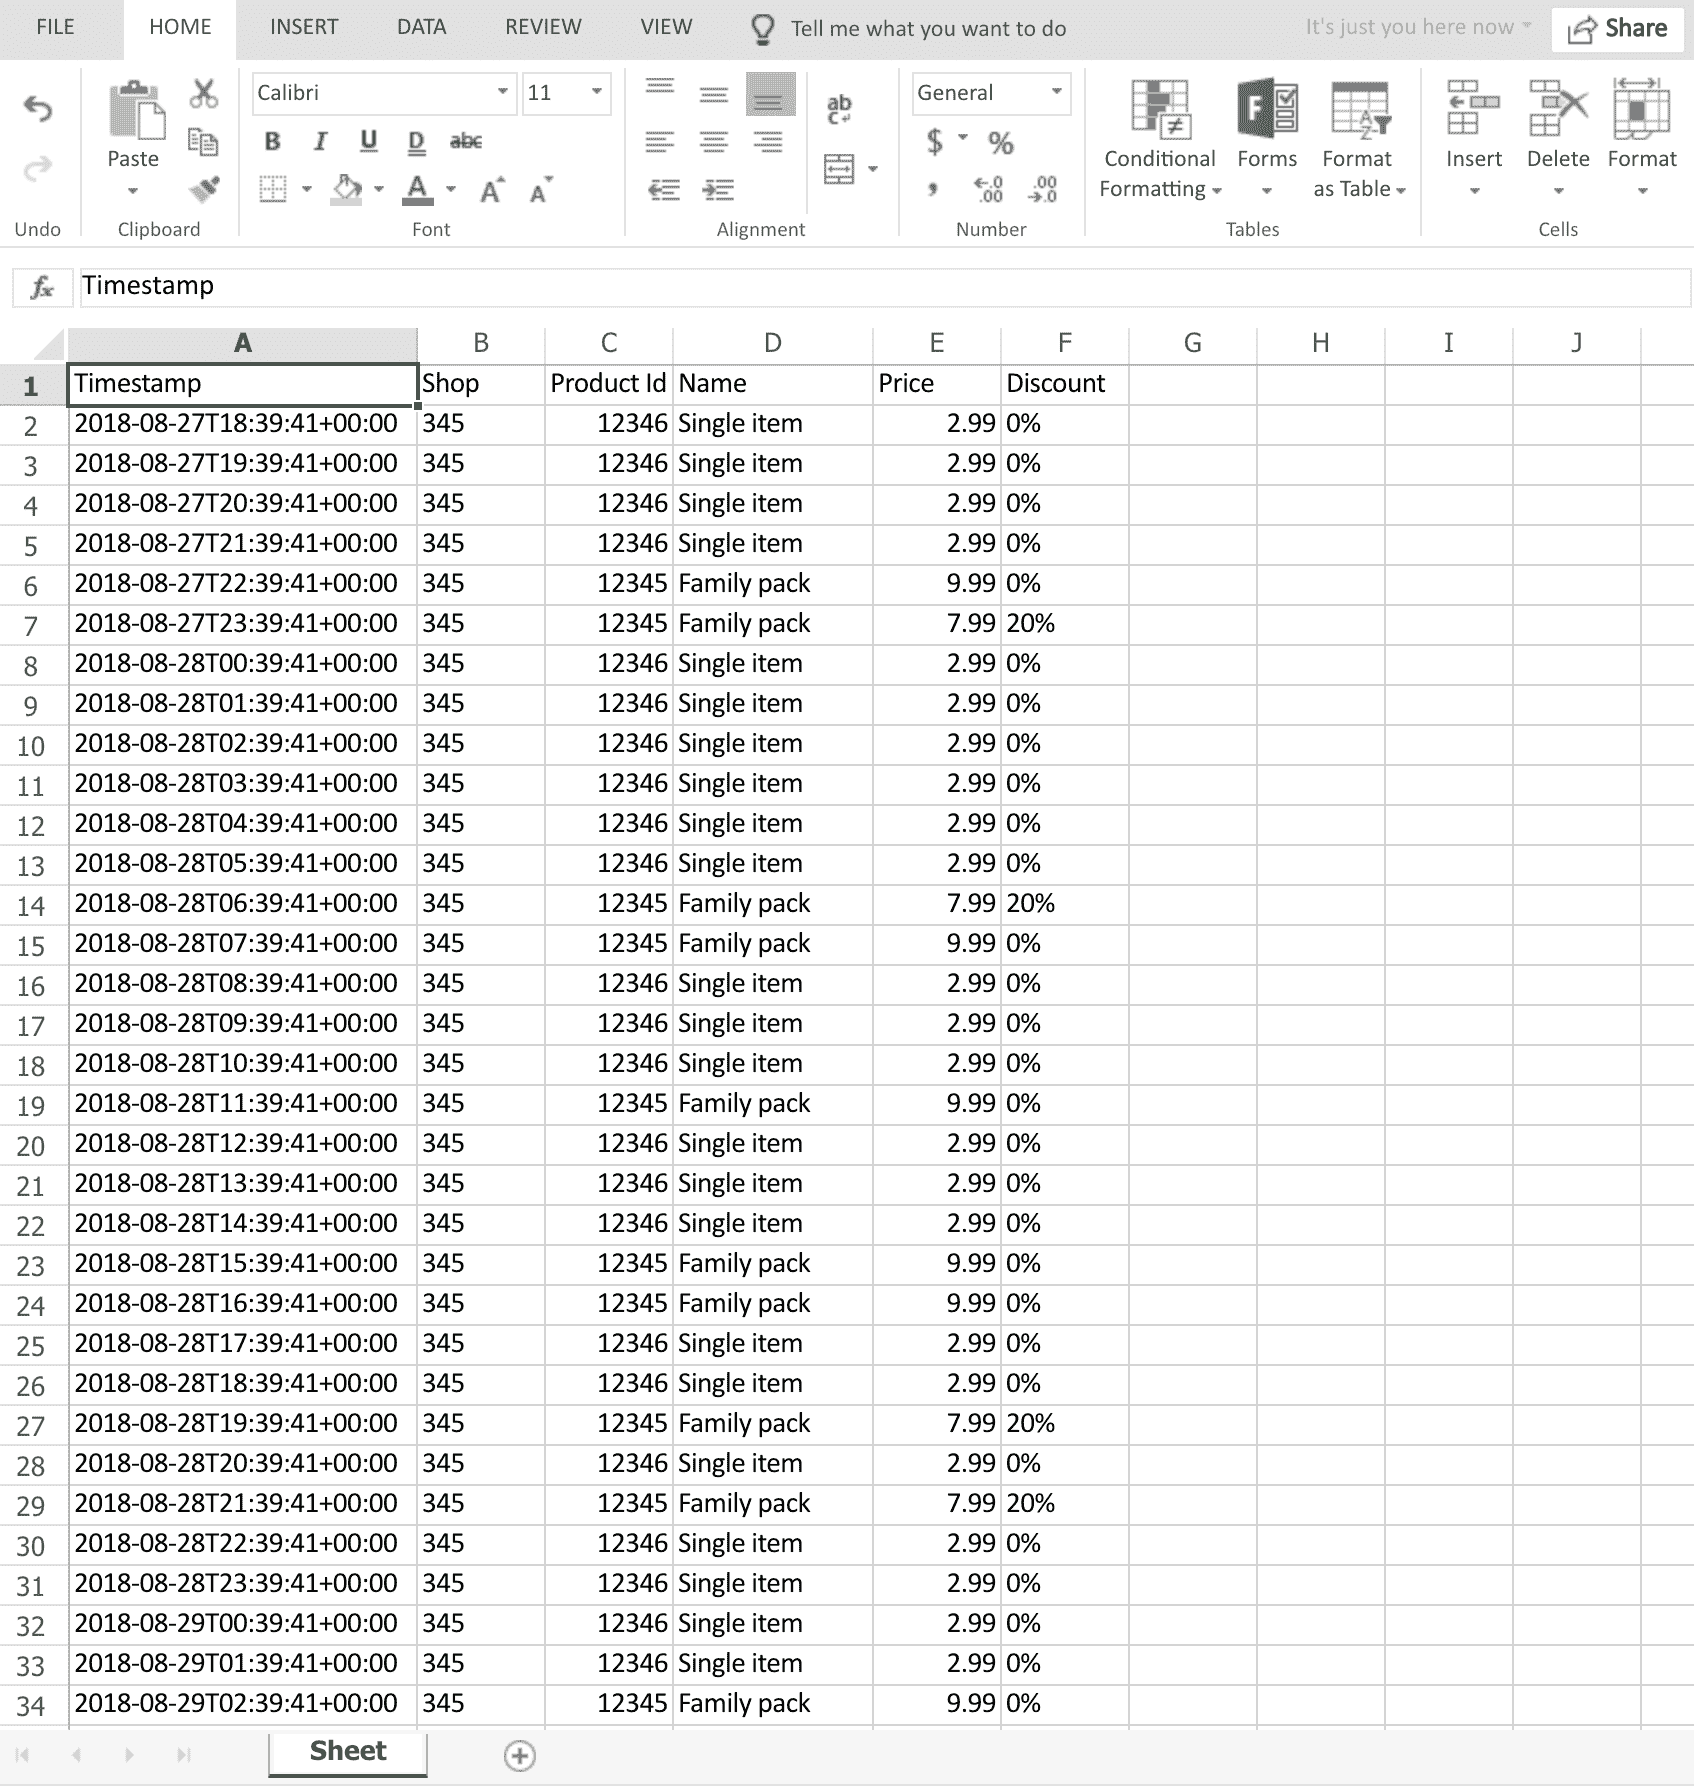 FILE HOME INSERT DATA REVIEW VIEW Tell me what you want to do It's just you here now Share
Calibri 11 General
B I U D abc ab c $ %
Paste Conditional Formatting Forms Format as Table Insert Delete Format
A A A , .0 .00 .00 .0
Undo Clipboard Font Alignment Number Tables Cells
fx Timestamp
A B C D E F G H I J
1 Timestamp Shop Product Id Name Price Discount
2 2018-08-27T18:39:41+00:00 345 12346 Single item 2.99 0%
3 2018-08-27T19:39:41+00:00 345 12346 Single item 2.99 0%
4 2018-08-27T20:39:41+00:00 345 12346 Single item 2.99 0%
5 2018-08-27T21:39:41+00:00 345 12346 Single item 2.99 0%
6 2018-08-27T22:39:41+00:00 345 12345 Family pack 9.99 0%
7 2018-08-27T23:39:41+00:00 345 12345 Family pack 7.99 20%
8 2018-08-28T00:39:41+00:00 345 12346 Single item 2.99 0%
9 2018-08-28T01:39:41+00:00 345 12346 Single item 2.99 0%
10 2018-08-28T02:39:41+00:00 345 12346 Single item 2.99 0%
11 2018-08-28T03:39:41+00:00 345 12346 Single item 2.99 0%
12 2018-08-28T04:39:41+00:00 345 12346 Single item 2.99 0%
13 2018-08-28T05:39:41+00:00 345 12346 Single item 2.99 0%
14 2018-08-28T06:39:41+00:00 345 12345 Family pack 7.99 20%
15 2018-08-28T07:39:41+00:00 345 12345 Family pack 9.99 0%
16 2018-08-28T08:39:41+00:00 345 12346 Single item 2.99 0%
17 2018-08-28T09:39:41+00:00 345 12346 Single item 2.99 0%
18 2018-08-28T10:39:41+00:00 345 12346 Single item 2.99 0%
19 2018-08-28T11:39:41+00:00 345 12345 Family pack 9.99 0%
20 2018-08-28T12:39:41+00:00 345 12346 Single item 2.99 0%
21 2018-08-28T13:39:41+00:00 345 12346 Single item 2.99 0%
22 2018-08-28T14:39:41+00:00 345 12346 Single item 2.99 0%
23 2018-08-28T15:39:41+00:00 345 12345 Family pack 9.99 0%
24 2018-08-28T16:39:41+00:00 345 12345 Family pack 9.99 0%
25 2018-08-28T17:39:41+00:00 345 12346 Single item 2.99 0%
26 2018-08-28T18:39:41+00:00 345 12346 Single item 2.99 0%
27 2018-08-28T19:39:41+00:00 345 12345 Family pack 7.99 20%
28 2018-08-28T20:39:41+00:00 345 12346 Single item 2.99 0%
29 2018-08-28T21:39:41+00:00 345 12345 Family pack 7.99 20%
30 2018-08-28T22:39:41+00:00 345 12346 Single item 2.99 0%
31 2018-08-28T23:39:41+00:00 345 12346 Single item 2.99 0%
32 2018-08-29T00:39:41+00:00 345 12346 Single item 2.99 0%
33 2018-08-29T01:39:41+00:00 345 12346 Single item 2.99 0%
34 2018-08-29T02:39:41+00:00 345 12345 Family pack 9.99 0%
Sheet